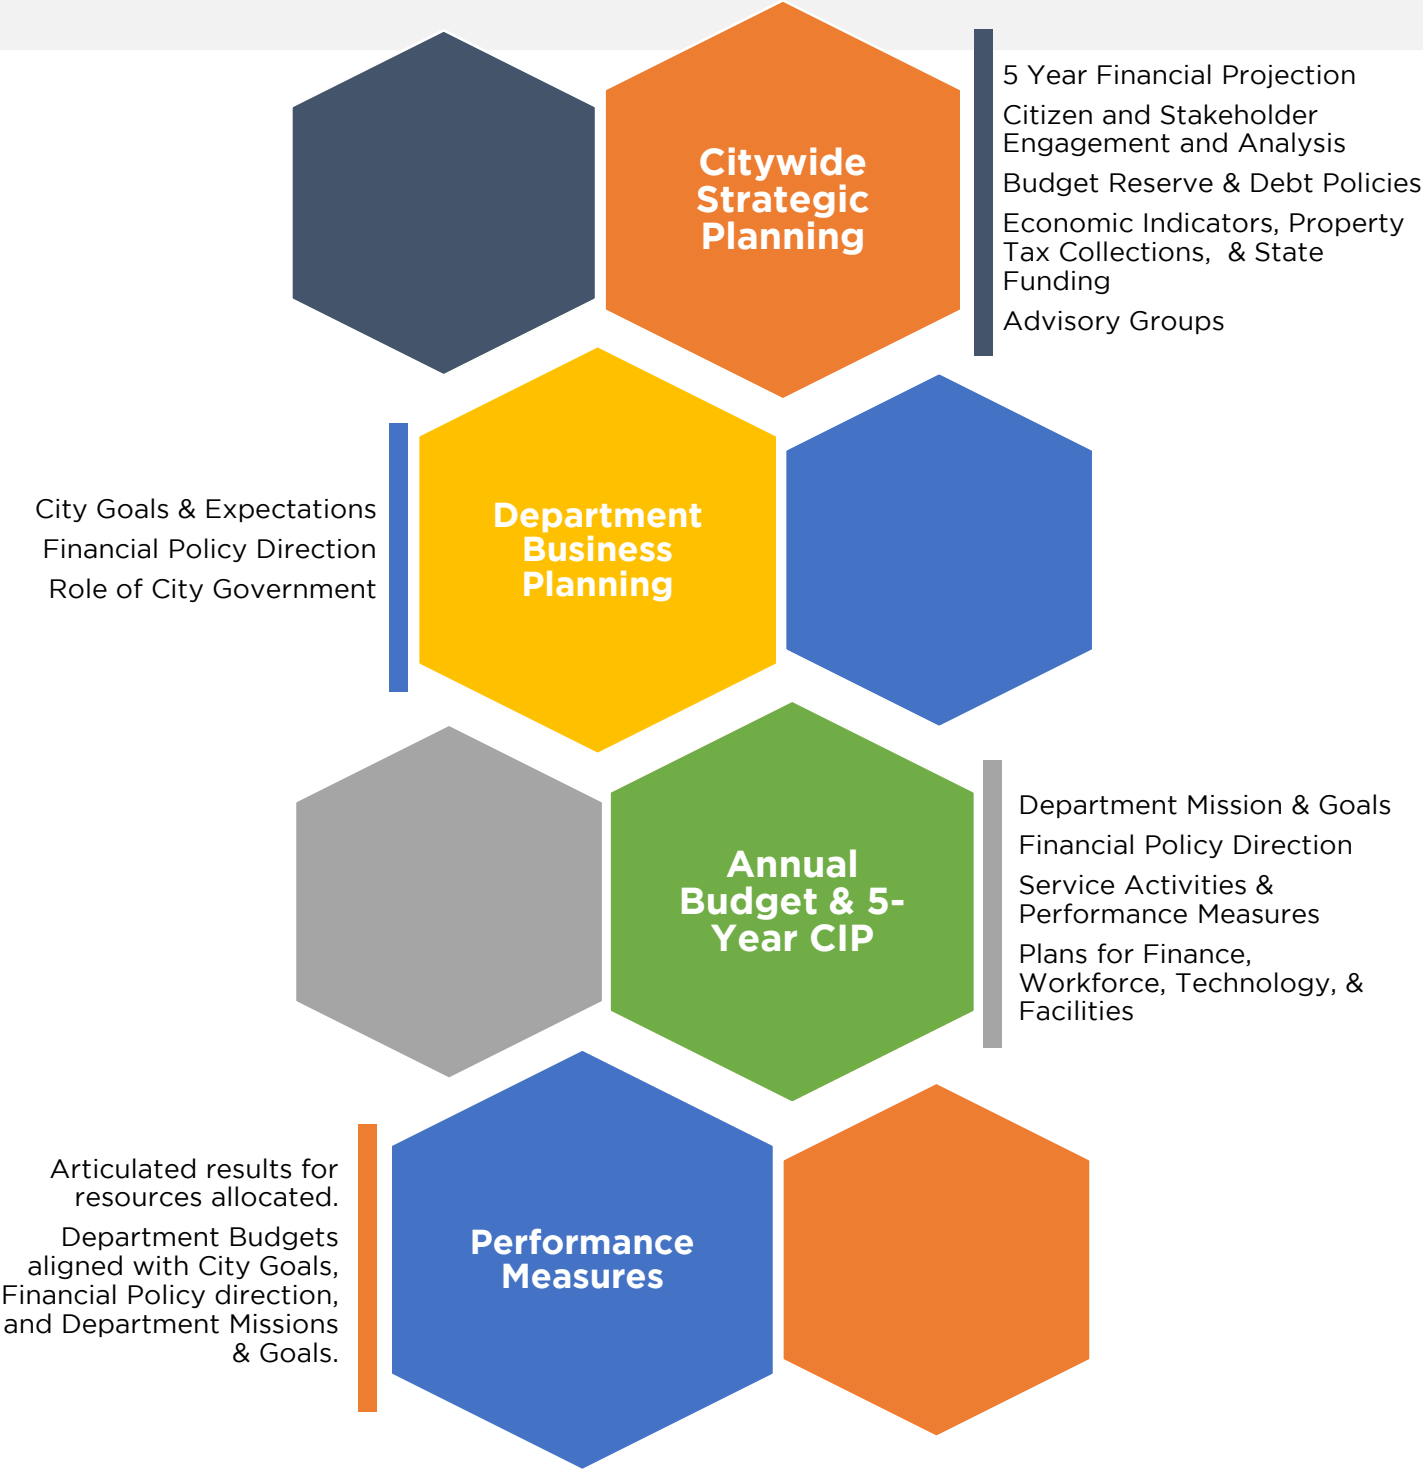 Citywide
Strategic
Planning
5 Year Financial Projection
Citizen and Stakeholder
Engagement and Analysis
Budget Reserve & Debt Policies
Economic Indicators, Property
Tax Collections,  & State
Funding
Advisory Groups
City Goals & Expectations
Financial Policy Direction
Role of City Government
Department
Business
Planning
Annual
Budget & 5-
Year CIP
Department Mission & Goals
Financial Policy Direction
Service Activities &
Performance Measures
Plans for Finance,
Workforce, Technology, &
Facilities
Articulated results for
resources allocated.
Department Budgets
aligned with City Goals,
Financial Policy direction,
and Department Missions
& Goals.
Performance
Measures